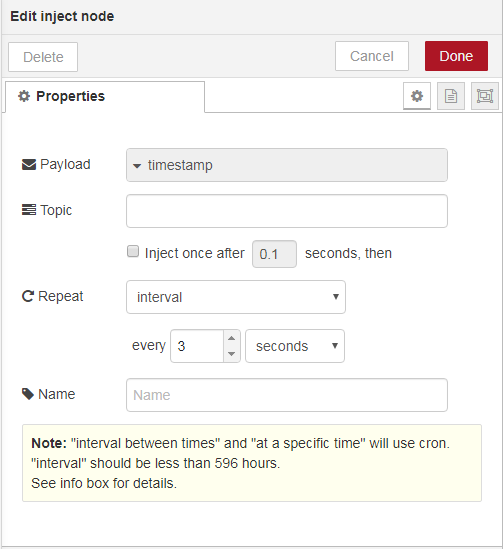 Edit inject node
Delete Cancel Done
Properties
Payload timestamp
Topic
Inject once after 0.1 seconds, then
Repeat interval
every 3 seconds
Name Name
Note: "interval between times" and "at a specific time" will use cron.
"interval" should be less than 596 hours.
See info box for details.